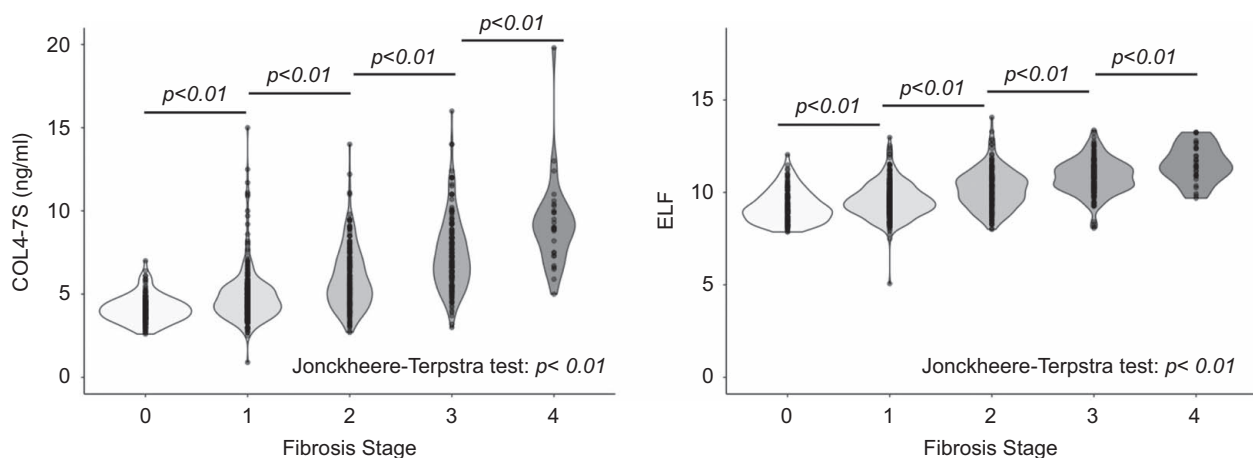 COL4-7S (ng/ml)
20
15
10
5
0
p<0.01
p<0.01
p<0.01
p<0.01
Jonckheere-Terpstra test: p< 0.01
0 1 2 3 4
Fibrosis Stage
ELF
15
10
5
0
p<0.01
p<0.01
p<0.01
p<0.01
Jonckheere-Terpstra test: p< 0.01
0 1 2 3 4
Fibrosis Stage